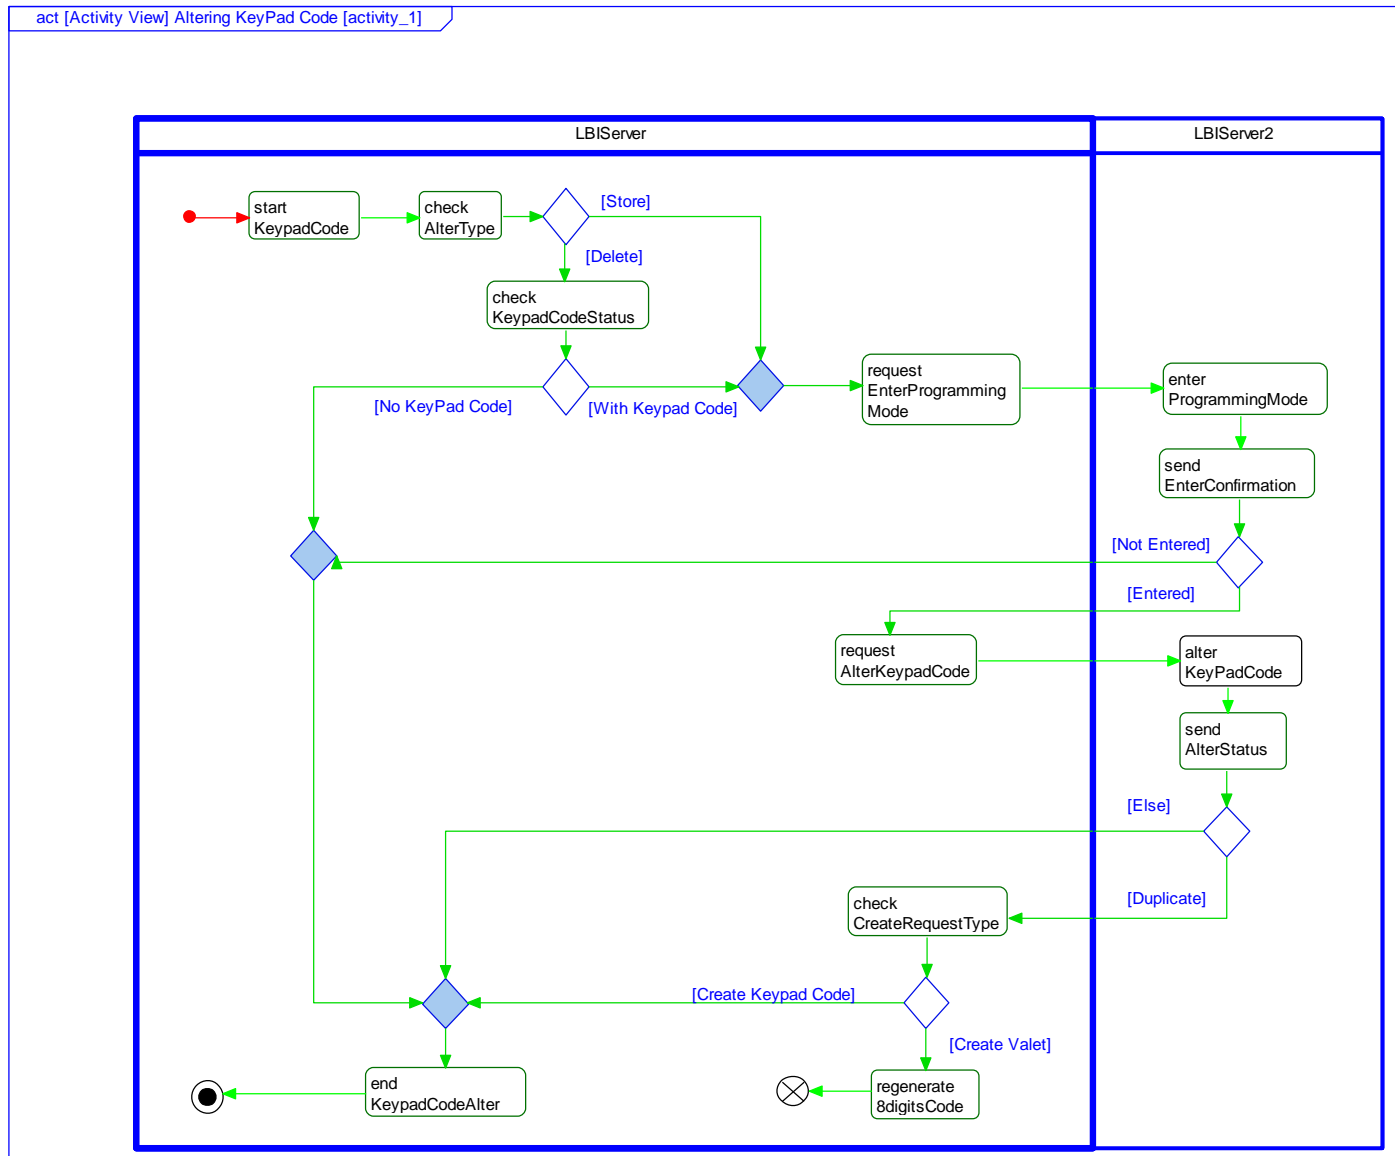 act [Activity View] Altering KeyPad Code [activity_1]
LBIServer
LBIServer2
start
KeypadCode
check
AlterType
[Store]
[Delete]
check
KeypadCodeStatus
[No KeyPad Code]
[With Keypad Code]
request
EnterProgramming
Mode
enter
ProgrammingMode
send
EnterConfirmation
[Not Entered]
[Entered]
request
AlterKeypadCode
alter
KeyPadCode
send
AlterStatus
[Else]
[Duplicate]
check
CreateRequestType
[Create Keypad Code]
[Create Valet]
end
KeypadCodeAlter
regenerate
8digitsCode